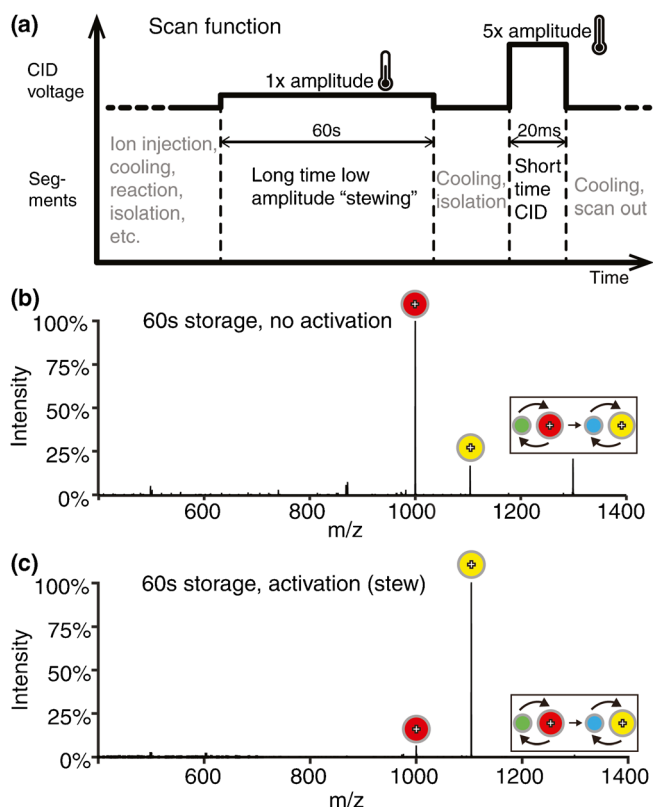 (a)
Scan function
CID
voltage
1x amplitude
5x amplitude
60s
20ms
Seg-
ments
Ion injection,
cooling,
reaction,
isolation,
etc.
Long time low
amplitude "stewing"
Cooling,
isolation
Short
time
CID
Cooling,
scan out
Time
(b)
60s storage, no activation
Intensity
100%
75%
50%
25%
0%
600
800
1000
1200
1400
m/z
(c)
60s storage, activation (stew)
Intensity
100%
75%
50%
25%
0%
600
800
1000
1200
1400
m/z